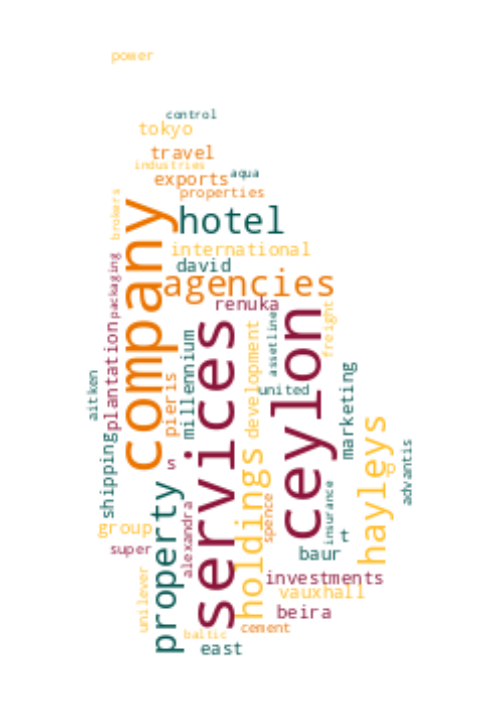 power
control
tokyo
travel
industries
exports
aqua
properties
brokers
company
hotel
international
david
packaging
agencies
renuka
services
ceylon
freight
assetline
development
plantation
millennium
pieris
aitken
united
marketing
shipping
s
hayleys
p
advantis
holdings
property
insurance
spence
alexandra
group
t
super
baur
investments
unilever
vauxhall
beira
cement
baltic
east